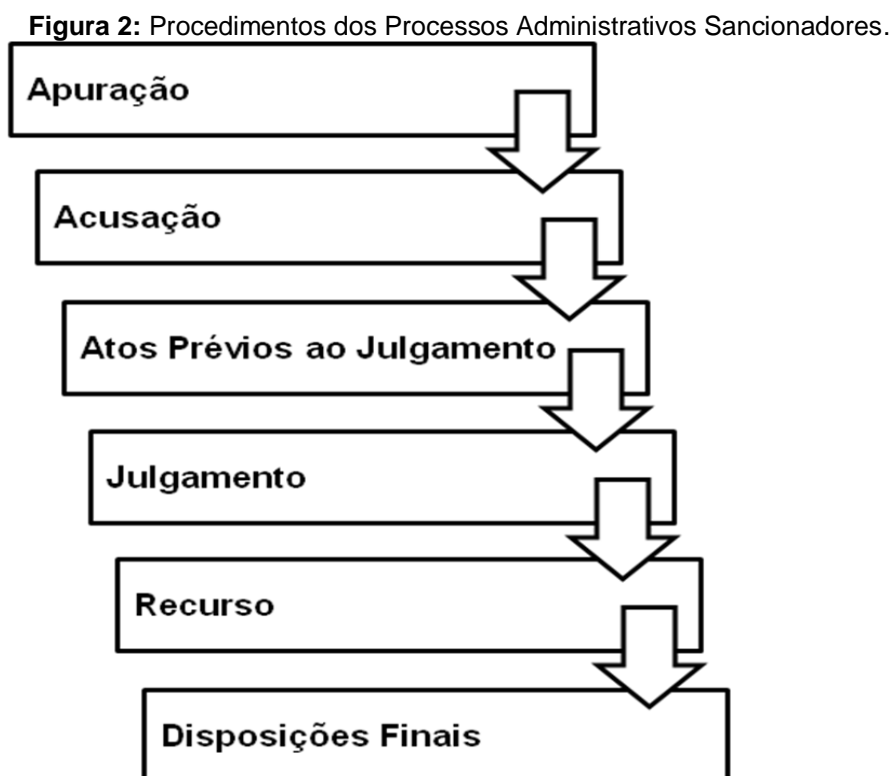 Figura 2: Procedimentos dos Processos Administrativos Sancionadores.
Apuração
Acusação
Atos Prévios ao Julgamento
Julgamento
Recurso
Disposições Finais